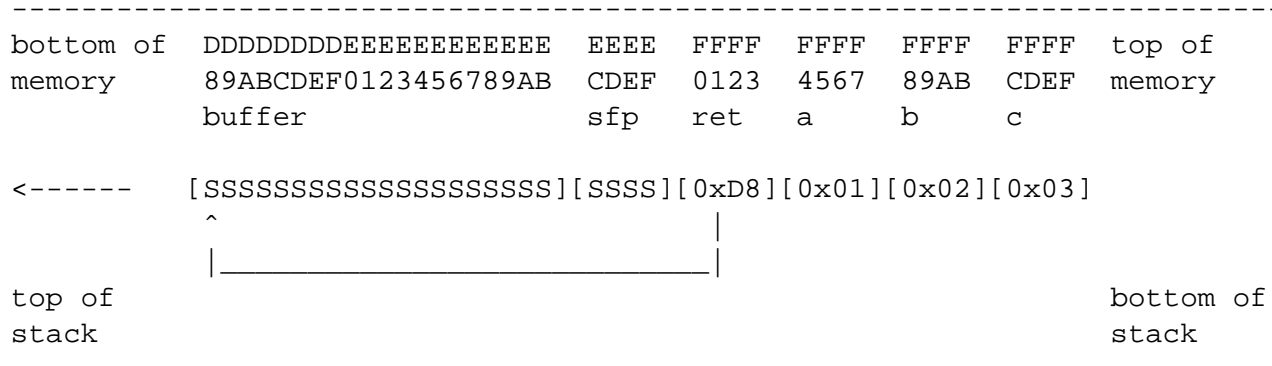 ------------------------------------------------------------------------
bottom of  DDDDDDDDEEEEEEEEEEEE  EEEE  FFFF  FFFF  FFFF  FFFF  top of
memory     89ABCDEF0123456789AB  CDEF  0123  4567  89AB  CDEF  memory
           buffer                sfp   ret   a     b     c
<------   [SSSSSSSSSSSSSSSSSSSS][SSSS][0xD8][0x01][0x02][0x03]
           ^                            |
           |____________________________|
top of                                                         bottom of
stack                                                          stack